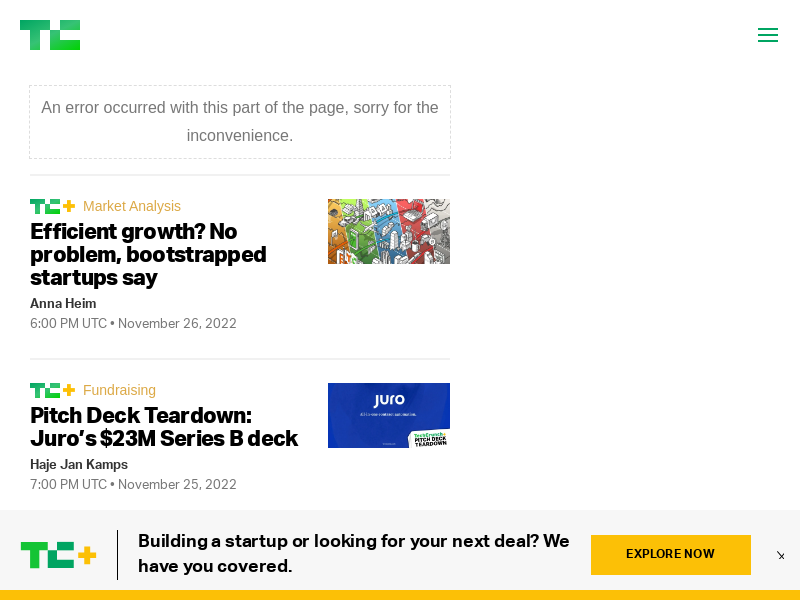 TC
An error occurred with this part of the page, sorry for the
inconvenience.
TC+ Market Analysis
Efficient growth? No
problem, bootstrapped
startups say
Anna Heim
6:00 PM UTC • November 26, 2022
TC+ Fundraising
Pitch Deck Teardown:
Juro's $23M Series B deck
Haje Jan Kamps
7:00 PM UTC • November 25, 2022
JURO
TechCrunch+
PITCH DECK
TEARDOWN
TC+
Building a startup or looking for your next deal? We
have you covered.
EXPLORE NOW